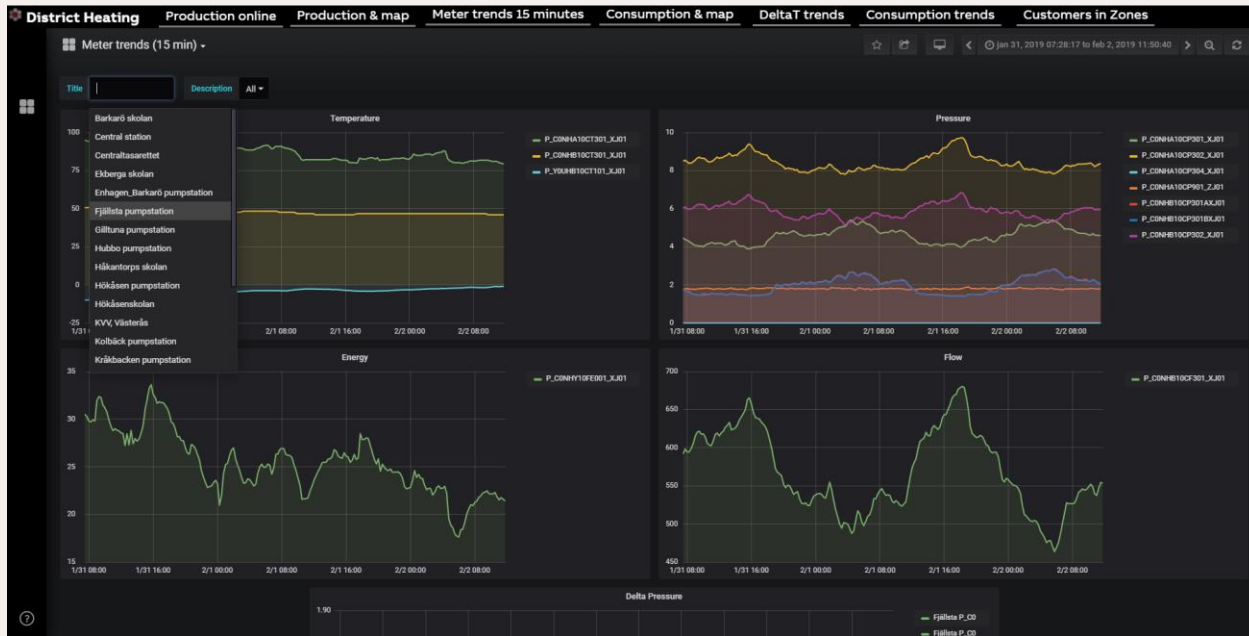 District Heating Production online Production & map Meter trends 15 minutes Consumption & map DeltaT trends Consumption trends Customers in Zones
Meter trends (15 min)
jan 31, 2019 07:28:17 to feb 2, 2019 11:50:40
Title Description All
Barkarö skolan
Central station
Centraltasarettet
Ekberga skolan
Enhagen_Barkarö pumpstation
Fjällsta pumpstation
Gilltuna pumpstation
Hubbo pumpstation
Håkantorps skolan
Hökåsen pumpstation
Hökåsenskolan
KVV, Västerås
Kolbäck pumpstation
Kråkbacken pumpstation
Temperature
100
75
50
25
0
-25
1/31 2/1 08:00 2/1 16:00 2/2 00:00 2/2 08:00
P_C0NHA10CT301_XJ01
P_C0NHB10CT301_XJ01
P_Y0UHB10CT101_XJ01
Pressure
10
8
6
4
2
0
1/31 08:00 1/31 16:00 2/1 00:00 2/1 08:00 2/1 16:00 2/2 00:00 2/2 08:00
P_C0NHA10CP301_XJ01
P_C0NHA10CP302_XJ01
P_C0NHA10CP304_XJ01
P_C0NHA10CP901_ZJ01
P_C0NHB10CP301AXJ01
P_C0NHB10CP301BXJ01
P_C0NHB10CP302_XJ01
Energy
35
30
25
20
15
1/31 08:00 1/31 16:00 2/1 00:00 2/1 08:00 2/1 16:00 2/2 00:00 2/2 08:00
P_C0NHY10FE001_XJ01
Flow
700
650
600
550
500
450
1/31 08:00 1/31 16:00 2/1 00:00 2/1 08:00 2/1 16:00 2/2 00:00 2/2 08:00
P_C0NHB10CF301_XJ01
Delta Pressure
1.90
Fjällsta P_C0
Fjällsta P_C0